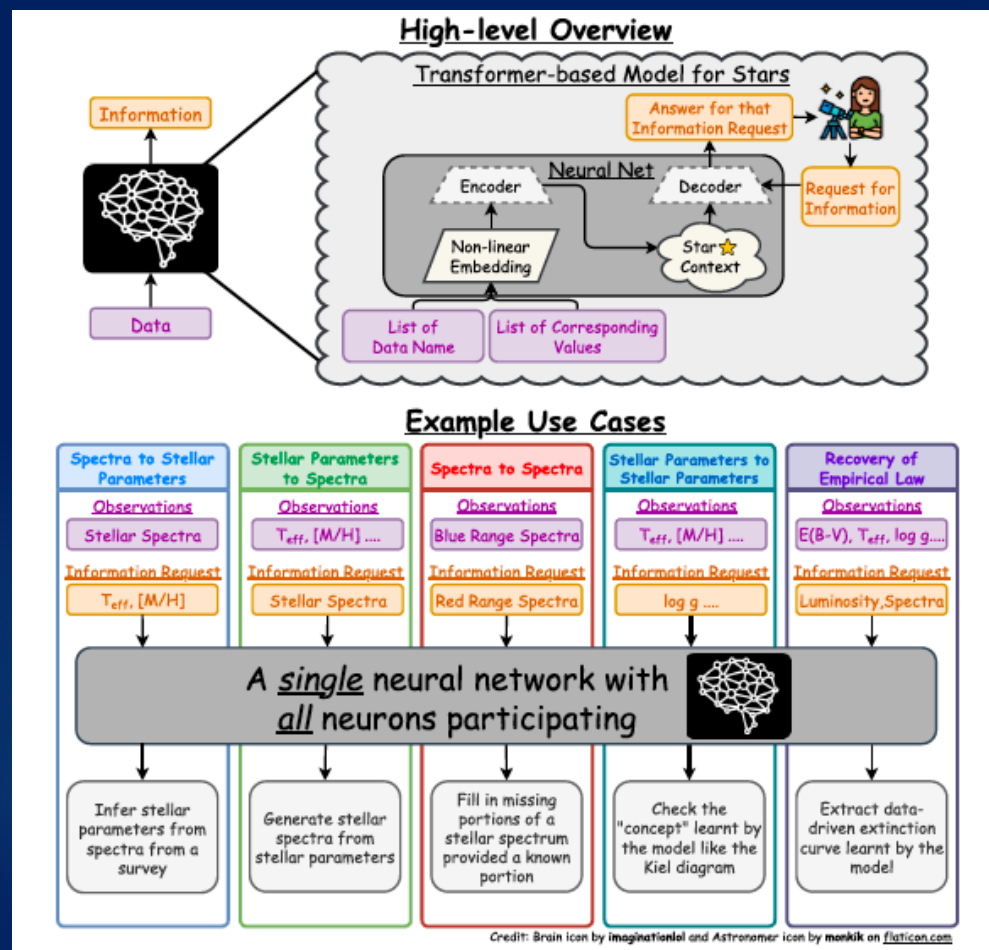 High-level Overview
Transformer-based Model for Stars
Information
Answer for that
Information Request
Neural Net
Encoder
Decoder
Request for
Information
Non-linear
Embedding
Star
Context
Data
List of
Data Name
List of Corresponding
Values
Example Use Cases
Spectra to Stellar
Parameters
Observations
Stellar Spectra
Information Request
Teff, [M/H]
Stellar Parameters
to Spectra
Observations
Teff, [M/H] ....
Information Request
Stellar Spectra
Spectra to Spectra
Observations
Blue Range Spectra
Information Request
Red Range Spectra
Stellar Parameters to
Stellar Parameters
Observations
Teff, [M/H] ....
Information Request
log g ....
Recovery of
Empirical Law
Observations
E(B-V), Teff, log g....
Information Request
Luminosity,Spectra
A single neural network with
all neurons participating
Infer stellar
parameters from
spectra from a
survey
Generate stellar
spectra from
stellar parameters
Fill in missing
portions of a
stellar spectrum
provided a known
portion
Check the
"concept" learnt by
the model like the
Kiel diagram
Extract data-
driven extinction
curve learnt by the
model
Credit: Brain icon by imaginationlol and Astronomer icon by monkik on flaticon.com